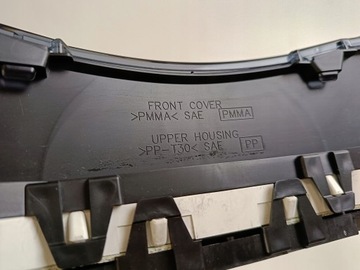 FRONT COVER
>PMMA< SAE PMMA
UPPER HOUSING
>PP-T30< SAE PP